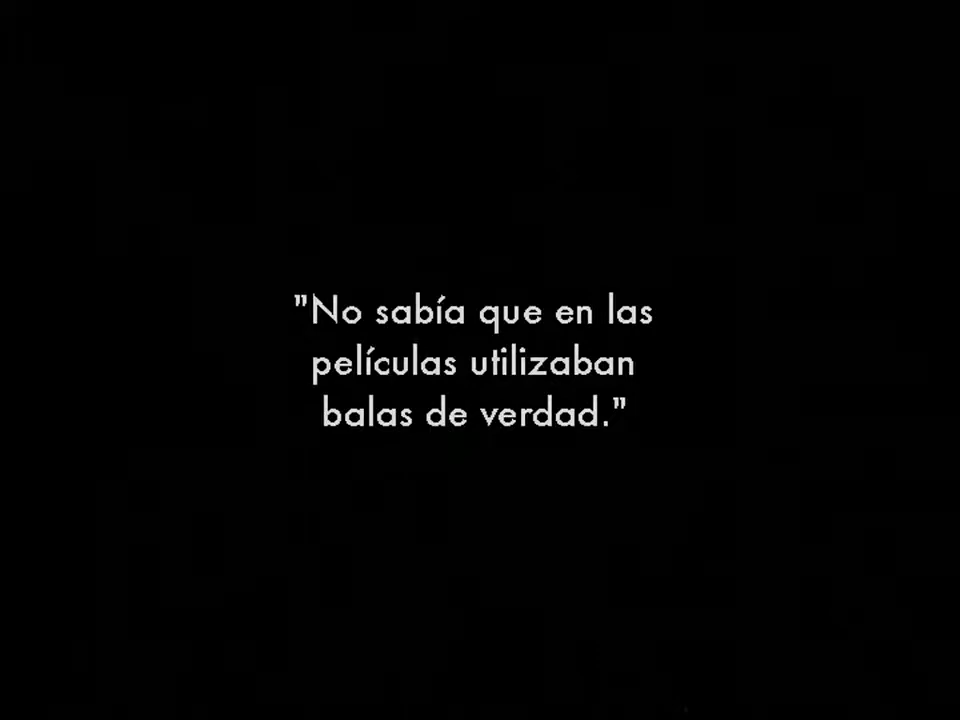 "No sabía que en las
películas utilizaban
balas de verdad."